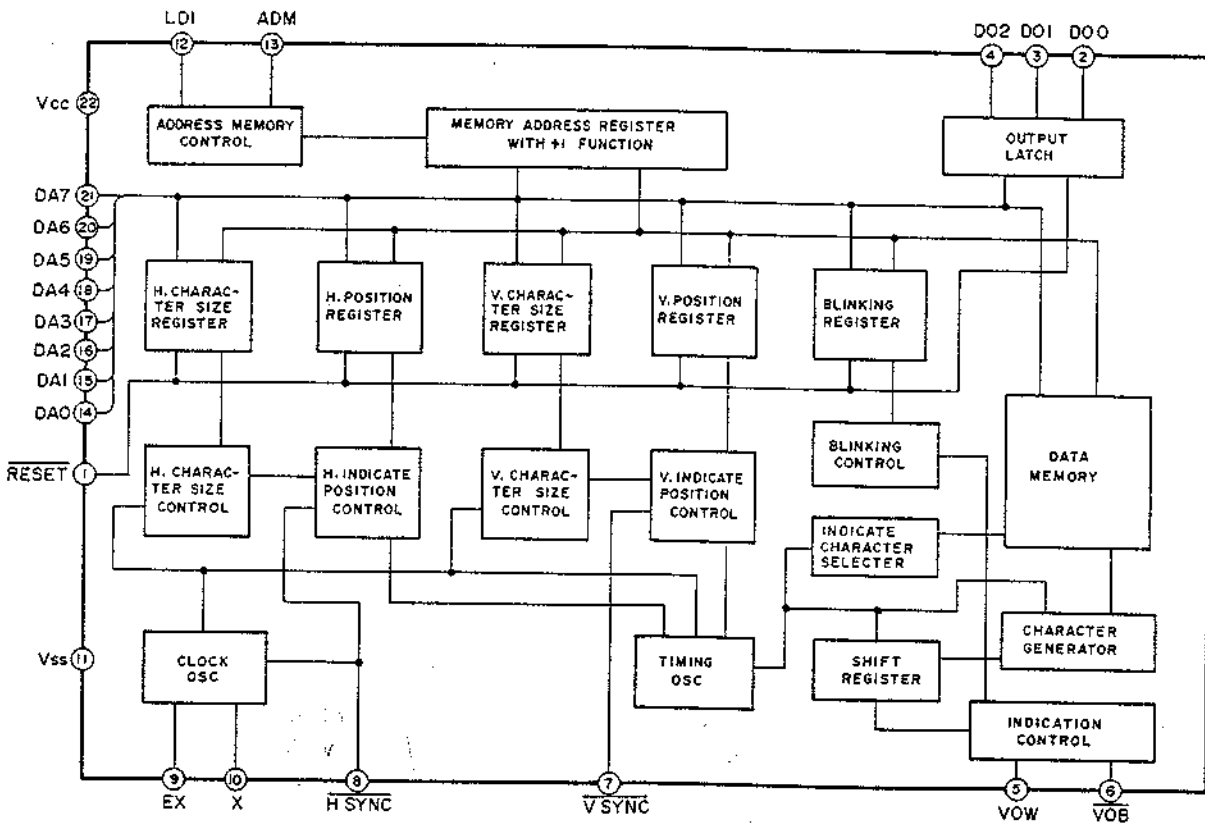 LDI ADM
12 13
DO2 DO1 DO0
4 3 2
Vcc 22
ADDRESS MEMORY
CONTROL
MEMORY ADDRESS REGISTER
WITH +1 FUNCTION
OUTPUT
LATCH
DA7 21
DA6 20
DA5 19
DA4 18
DA3 17
DA2 16
DA1 15
DA0 14
H. CHARAC-
TER SIZE
REGISTER
H. POSITION
REGISTER
V. CHARAC-
TER SIZE
REGISTER
V. POSITION
REGISTER
BLINKING
REGISTER
RESET 1
H. CHARAC-
TER SIZE
CONTROL
H. INDICATE
POSITION
CONTROL
V. CHARAC-
TER SIZE
CONTROL
V. INDICATE
POSITION
CONTROL
BLINKING
CONTROL
DATA
MEMORY
INDICATE
CHARACTER
SELECTER
Vss 11
CLOCK
OSC
TIMING
OSC
SHIFT
REGISTER
CHARACTER
GENERATOR
INDICATION
CONTROL
9 10 8 7 5 6
EX X H SYNC V SYNC VOW VOB